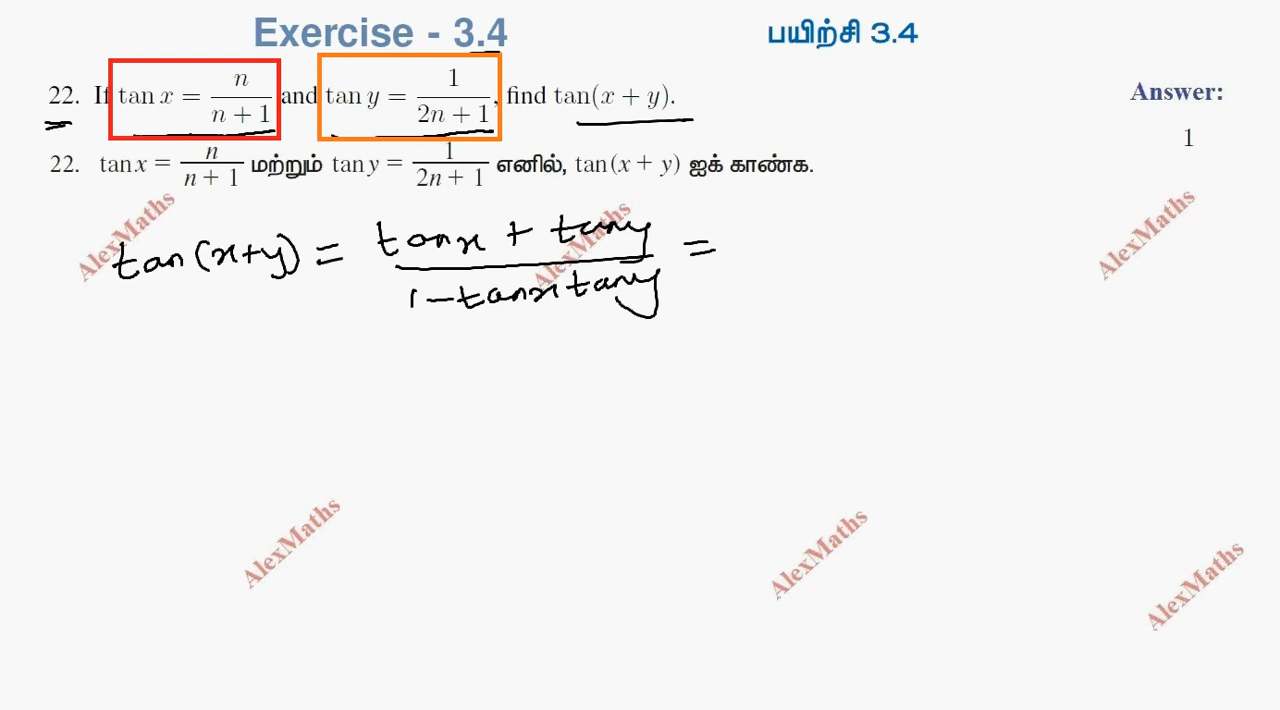 Exercise - 3.4 பயிற்சி 3.4
22. If tan x = n/(n + 1) and tan y = 1/(2n + 1), find tan(x + y). Answer:
1
22. tan x = n/(n + 1) மற்றும் tan y = 1/(2n + 1) எனில், tan(x + y) ஐக் காண்க.
tan(x+y) = (tanx + tany)/(1-tanx tany) =
AlexMaths
AlexMaths
AlexMaths
AlexMaths
AlexMaths
AlexMaths